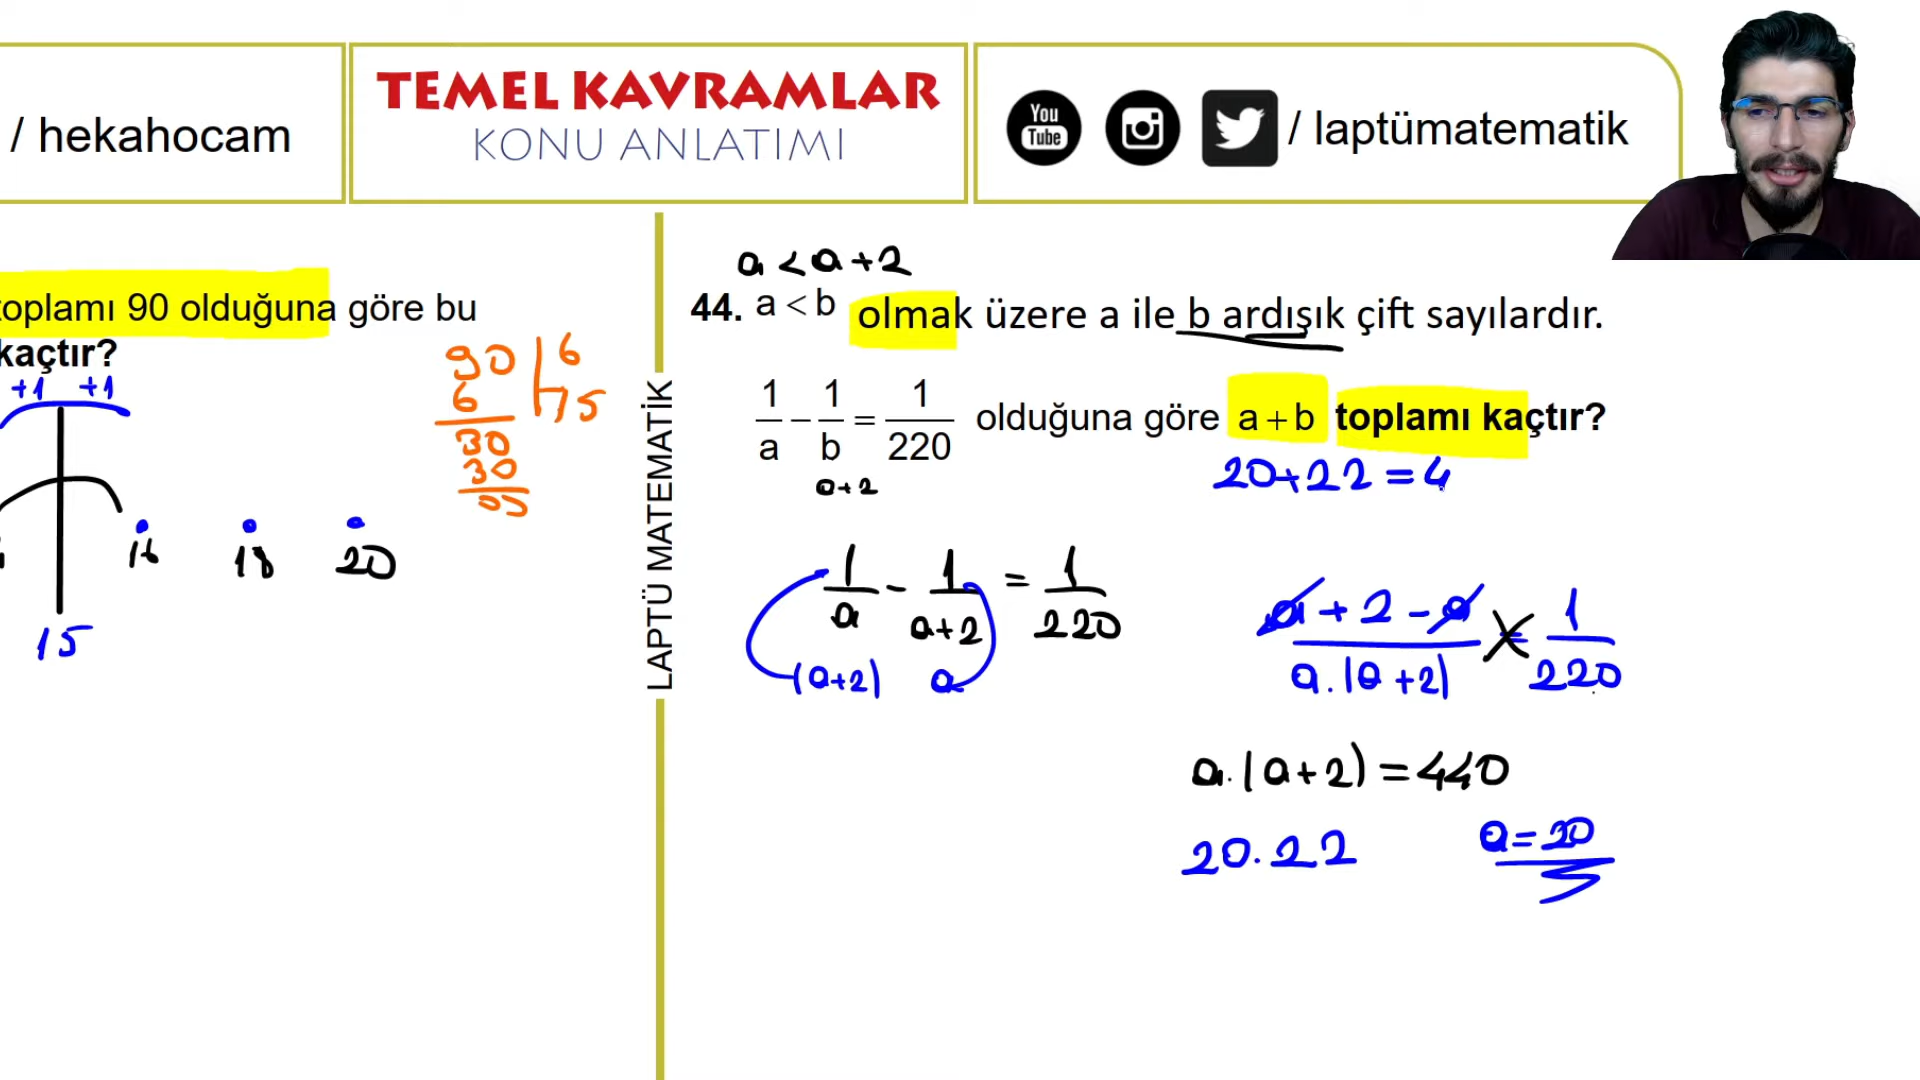 / hekahocam
TEMEL KAVRAMLAR
KONU ANLATIMI
You
Tube
/ laptümatematik
toplamı 90 olduğuna göre bu
kaçtır?
+1 +1
90 | 6
6 15
30
30
00
16 18 20
15
LAPTÜ MATEMATİK
a < a+2
44. a < b olmak üzere a ile b ardışık çift sayılardır.
1/a − 1/b = 1/220 olduğuna göre a + b toplamı kaçtır?
a+2
20+22=4
1/a - 1/(a+2) = 1/220
(a+2) a
(a+2-a)/(a.(a+2)) = 1/220
a.(a+2)=440
20.22 a=20